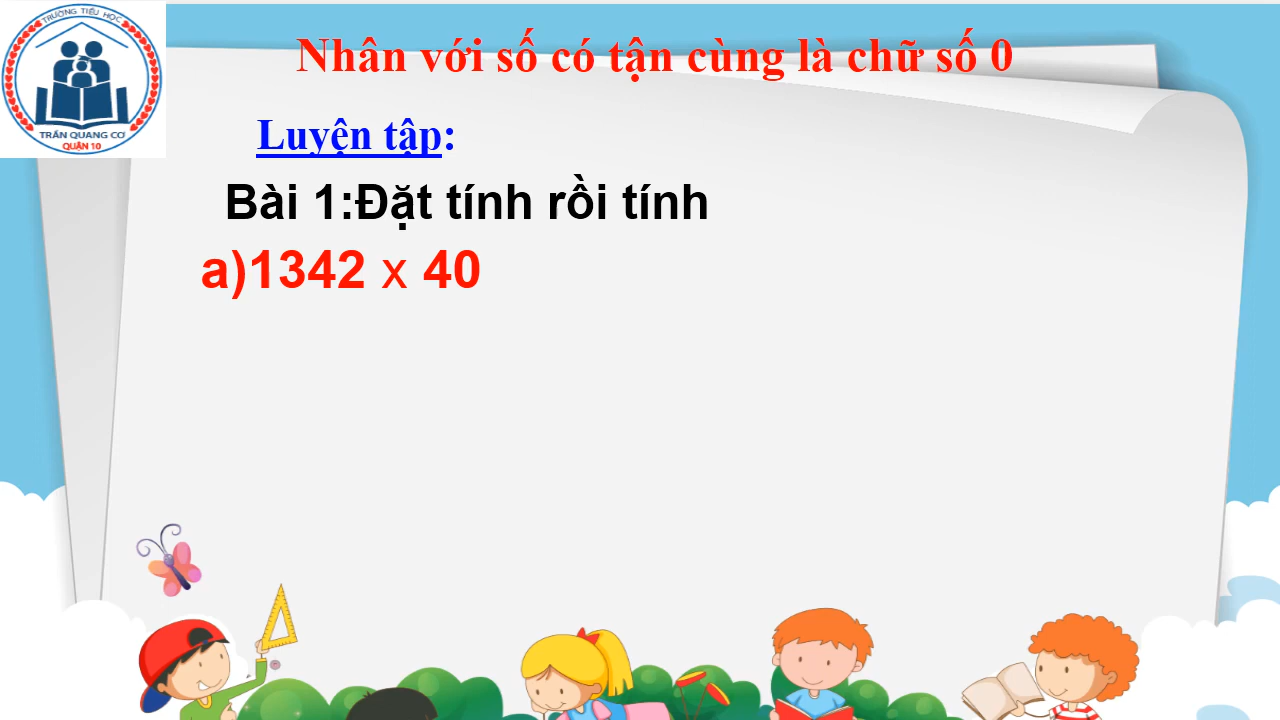 TRƯỜNG TIỂU HỌC
TRẦN QUANG CƠ
QUẬN 10
Nhân với số có tận cùng là chữ số 0
Luyện tập:
Bài 1:Đặt tính rồi tính
a)1342 x 40